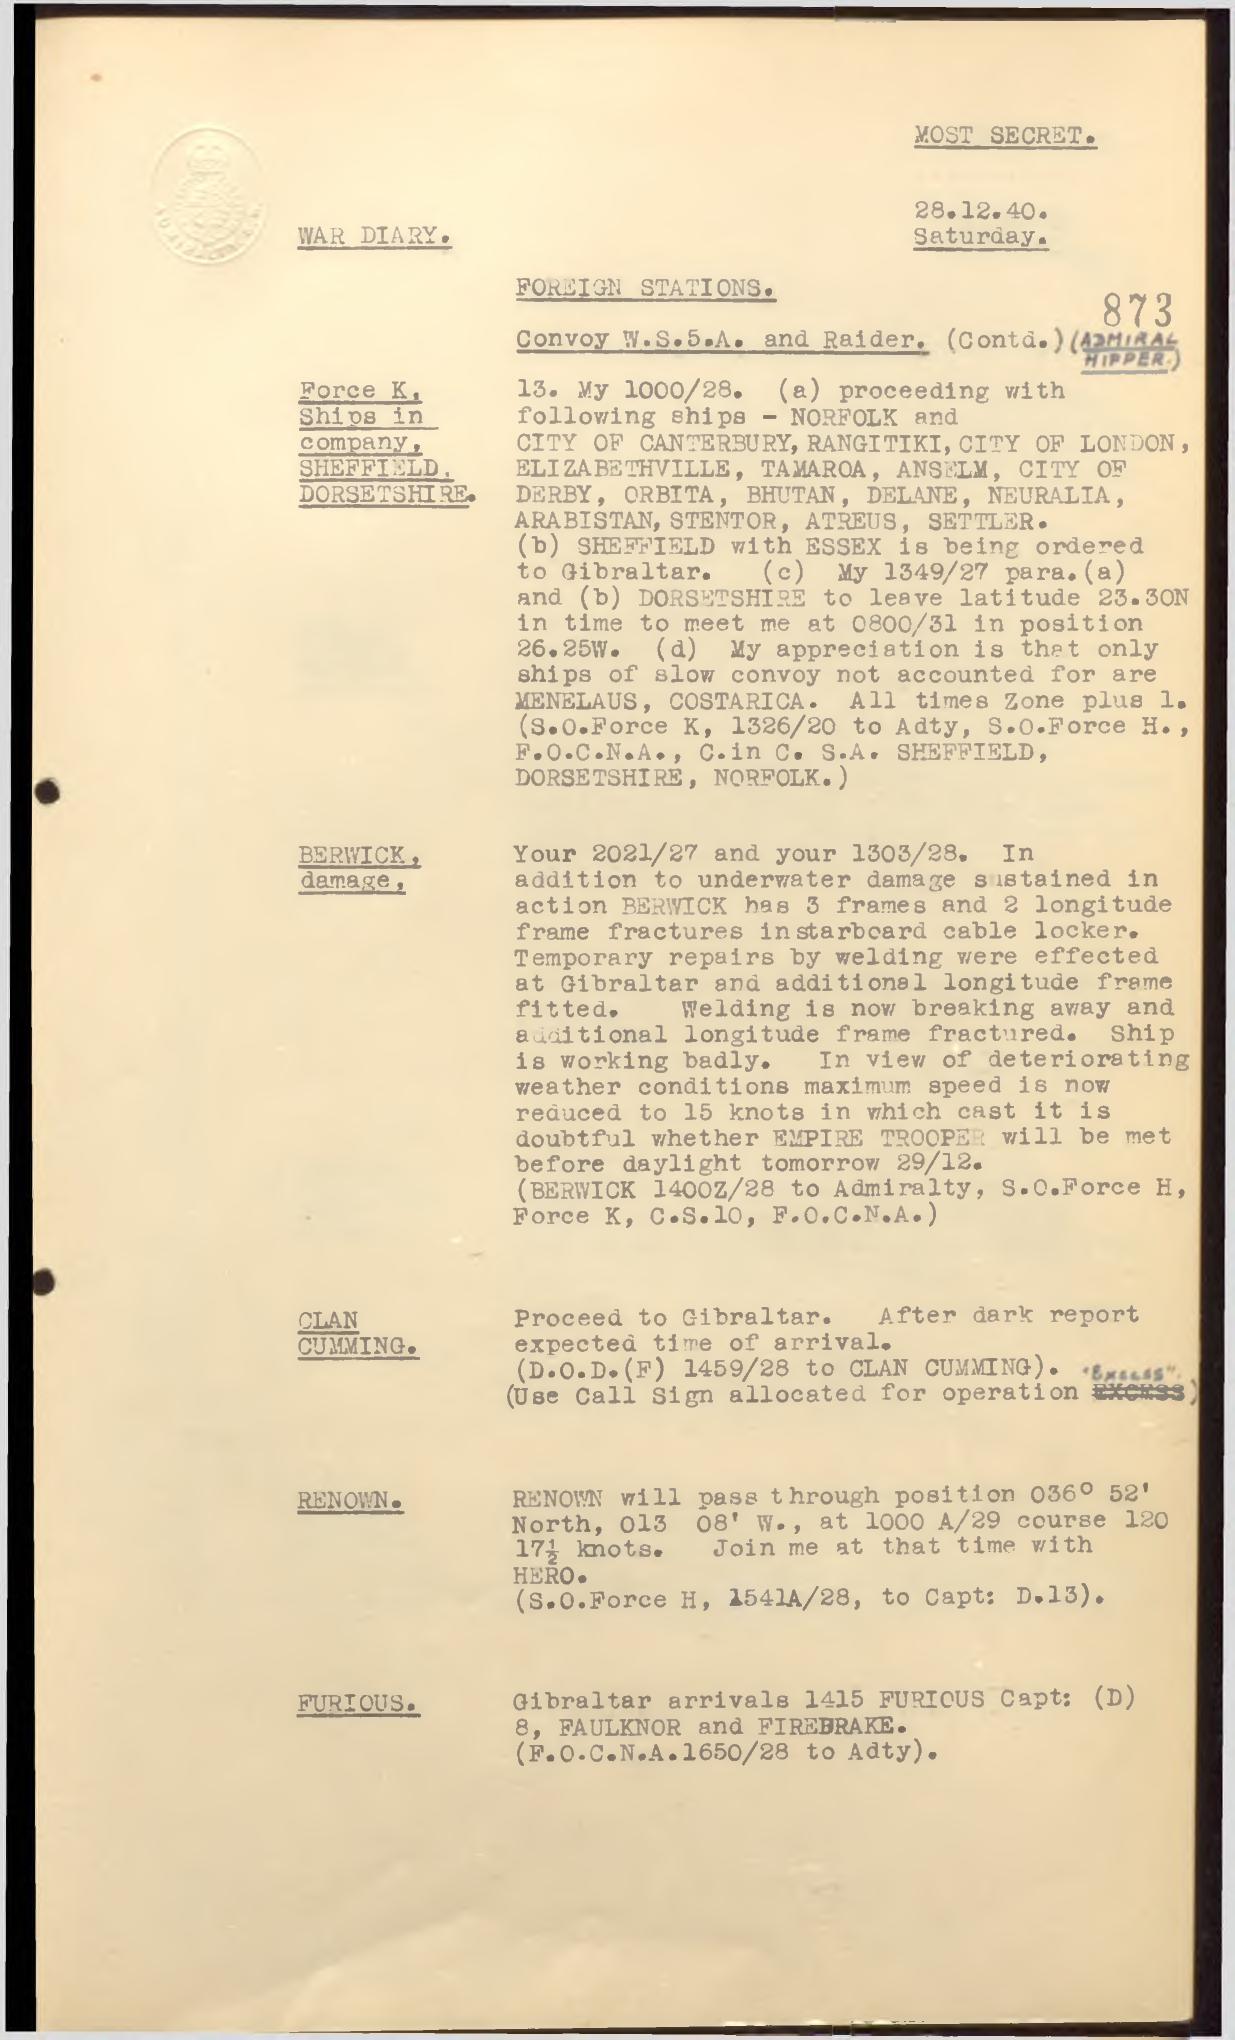 MOST SECRET.
28.12.40.
WAR DIARY.
Saturday.
FOREIGN STATIONS.
873
Convoy W.S.5.A. and Raider. (Contd.) (ADMIRAL
HIPPER.)
Force K,
Ships in
company,
SHEFFIELD,
DORSETSHIRE.
13. My 1000/28. (a) proceeding with
following ships - NORFOLK and
CITY OF CANTERBURY, RANGITIKI, CITY OF LONDON,
ELIZABETHVILLE, TAMAROA, ANSELM, CITY OF
DERBY, ORBITA, BHUTAN, DELANE, NEURALIA,
ARABISTAN, STENTOR, ATREUS, SETTLER.
(b) SHEFFIELD with ESSEX is being ordered
to Gibraltar. (c) My 1349/27 para.(a)
and (b) DORSETSHIRE to leave latitude 23.30N
in time to meet me at 0800/31 in position
26.25W. (d) My appreciation is that only
ships of slow convoy not accounted for are
MENELAUS, COSTARICA. All times Zone plus 1.
(S.O.Force K, 1326/20 to Adty, S.O.Force H.,
F.O.C.N.A., C.in C. S.A. SHEFFIELD,
DORSETSHIRE, NORFOLK.)
BERWICK,
damage,
Your 2021/27 and your 1303/28. In
addition to underwater damage sustained in
action BERWICK has 3 frames and 2 longitude
frame fractures in starboard cable locker.
Temporary repairs by welding were effected
at Gibraltar and additional longitude frame
fitted. Welding is now breaking away and
additional longitude frame fractured. Ship
is working badly. In view of deteriorating
weather conditions maximum speed is now
reduced to 15 knots in which cast it is
doubtful whether EMPIRE TROOPER will be met
before daylight tomorrow 29/12.
(BERWICK 1400Z/28 to Admiralty, S.O.Force H,
Force K, C.S.10, F.O.C.N.A.)
CLAN
CUMMING.
Proceed to Gibraltar. After dark report
expected time of arrival.
(D.O.D.(F) 1459/28 to CLAN CUMMING).
"EXCESS".
(Use Call Sign allocated for operation EXCESS)
RENOWN.
RENOWN will pass through position 036° 52'
North, 013 08' W., at 1000 A/29 course 120
17½ knots. Join me at that time with
HERO.
(S.O.Force H, 1541A/28, to Capt: D.13).
FURIOUS.
Gibraltar arrivals 1415 FURIOUS Capt: (D)
8, FAULKNOR and FIREBRAKE.
(F.O.C.N.A.1650/28 to Adty).